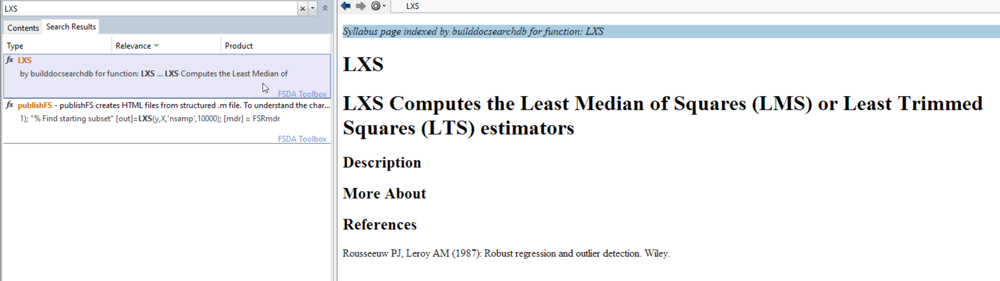 LXS
Contents
Search Results
Type
Relevance
Product
fx LXS
by builddocsearchdb for function: LXS ... LXS Computes the Least Median of
FSDA Toolbox
fx publishFS - publishFS creates HTML files from structured .m file. To understand the char...
1); "% Find starting subset" [out]=LXS(y,X,'nsamp',10000); [mdr] = FSRmdr
FSDA Toolbox
LXS
Syllabus page indexed by builddocsearchdb for function: LXS
LXS
LXS Computes the Least Median of Squares (LMS) or Least Trimmed
Squares (LTS) estimators
Description
More About
References
Rousseeuw PJ, Leroy AM (1987): Robust regression and outlier detection. Wiley.